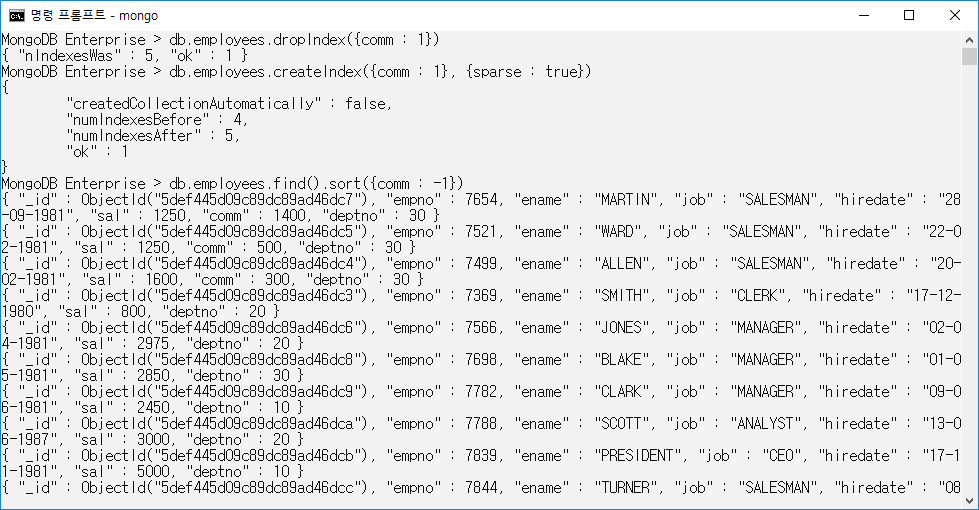 명령 프롬프트 - mongo
MongoDB Enterprise > db.employees.dropIndex({comm : 1})
{ "nIndexesWas" : 5, "ok" : 1 }
MongoDB Enterprise > db.employees.createIndex({comm : 1}, {sparse : true})
{
        "createdCollectionAutomatically" : false,
        "numIndexesBefore" : 4,
        "numIndexesAfter" : 5,
        "ok" : 1
}
MongoDB Enterprise > db.employees.find().sort({comm : -1})
{ "_id" : ObjectId("5def445d09c89dc89ad46dc7"), "empno" : 7654, "ename" : "MARTIN", "job" : "SALESMAN", "hiredate" : "28
-09-1981", "sal" : 1250, "comm" : 1400, "deptno" : 30 }
{ "_id" : ObjectId("5def445d09c89dc89ad46dc5"), "empno" : 7521, "ename" : "WARD", "job" : "SALESMAN", "hiredate" : "22-0
2-1981", "sal" : 1250, "comm" : 500, "deptno" : 30 }
{ "_id" : ObjectId("5def445d09c89dc89ad46dc4"), "empno" : 7499, "ename" : "ALLEN", "job" : "SALESMAN", "hiredate" : "20-
02-1981", "sal" : 1600, "comm" : 300, "deptno" : 30 }
{ "_id" : ObjectId("5def445d09c89dc89ad46dc3"), "empno" : 7369, "ename" : "SMITH", "job" : "CLERK", "hiredate" : "17-12-
1980", "sal" : 800, "deptno" : 20 }
{ "_id" : ObjectId("5def445d09c89dc89ad46dc6"), "empno" : 7566, "ename" : "JONES", "job" : "MANAGER", "hiredate" : "02-0
4-1981", "sal" : 2975, "deptno" : 20 }
{ "_id" : ObjectId("5def445d09c89dc89ad46dc8"), "empno" : 7698, "ename" : "BLAKE", "job" : "MANAGER", "hiredate" : "01-0
5-1981", "sal" : 2850, "deptno" : 30 }
{ "_id" : ObjectId("5def445d09c89dc89ad46dc9"), "empno" : 7782, "ename" : "CLARK", "job" : "MANAGER", "hiredate" : "09-0
6-1981", "sal" : 2450, "deptno" : 10 }
{ "_id" : ObjectId("5def445d09c89dc89ad46dca"), "empno" : 7788, "ename" : "SCOTT", "job" : "ANALYST", "hiredate" : "13-0
6-1987", "sal" : 3000, "deptno" : 20 }
{ "_id" : ObjectId("5def445d09c89dc89ad46dcb"), "empno" : 7839, "ename" : "PRESIDENT", "job" : "CEO", "hiredate" : "17-1
1-1981", "sal" : 5000, "deptno" : 10 }
{ "_id" : ObjectId("5def445d09c89dc89ad46dcc"), "empno" : 7844, "ename" : "TURNER", "job" : "SALESMAN", "hiredate" : "08